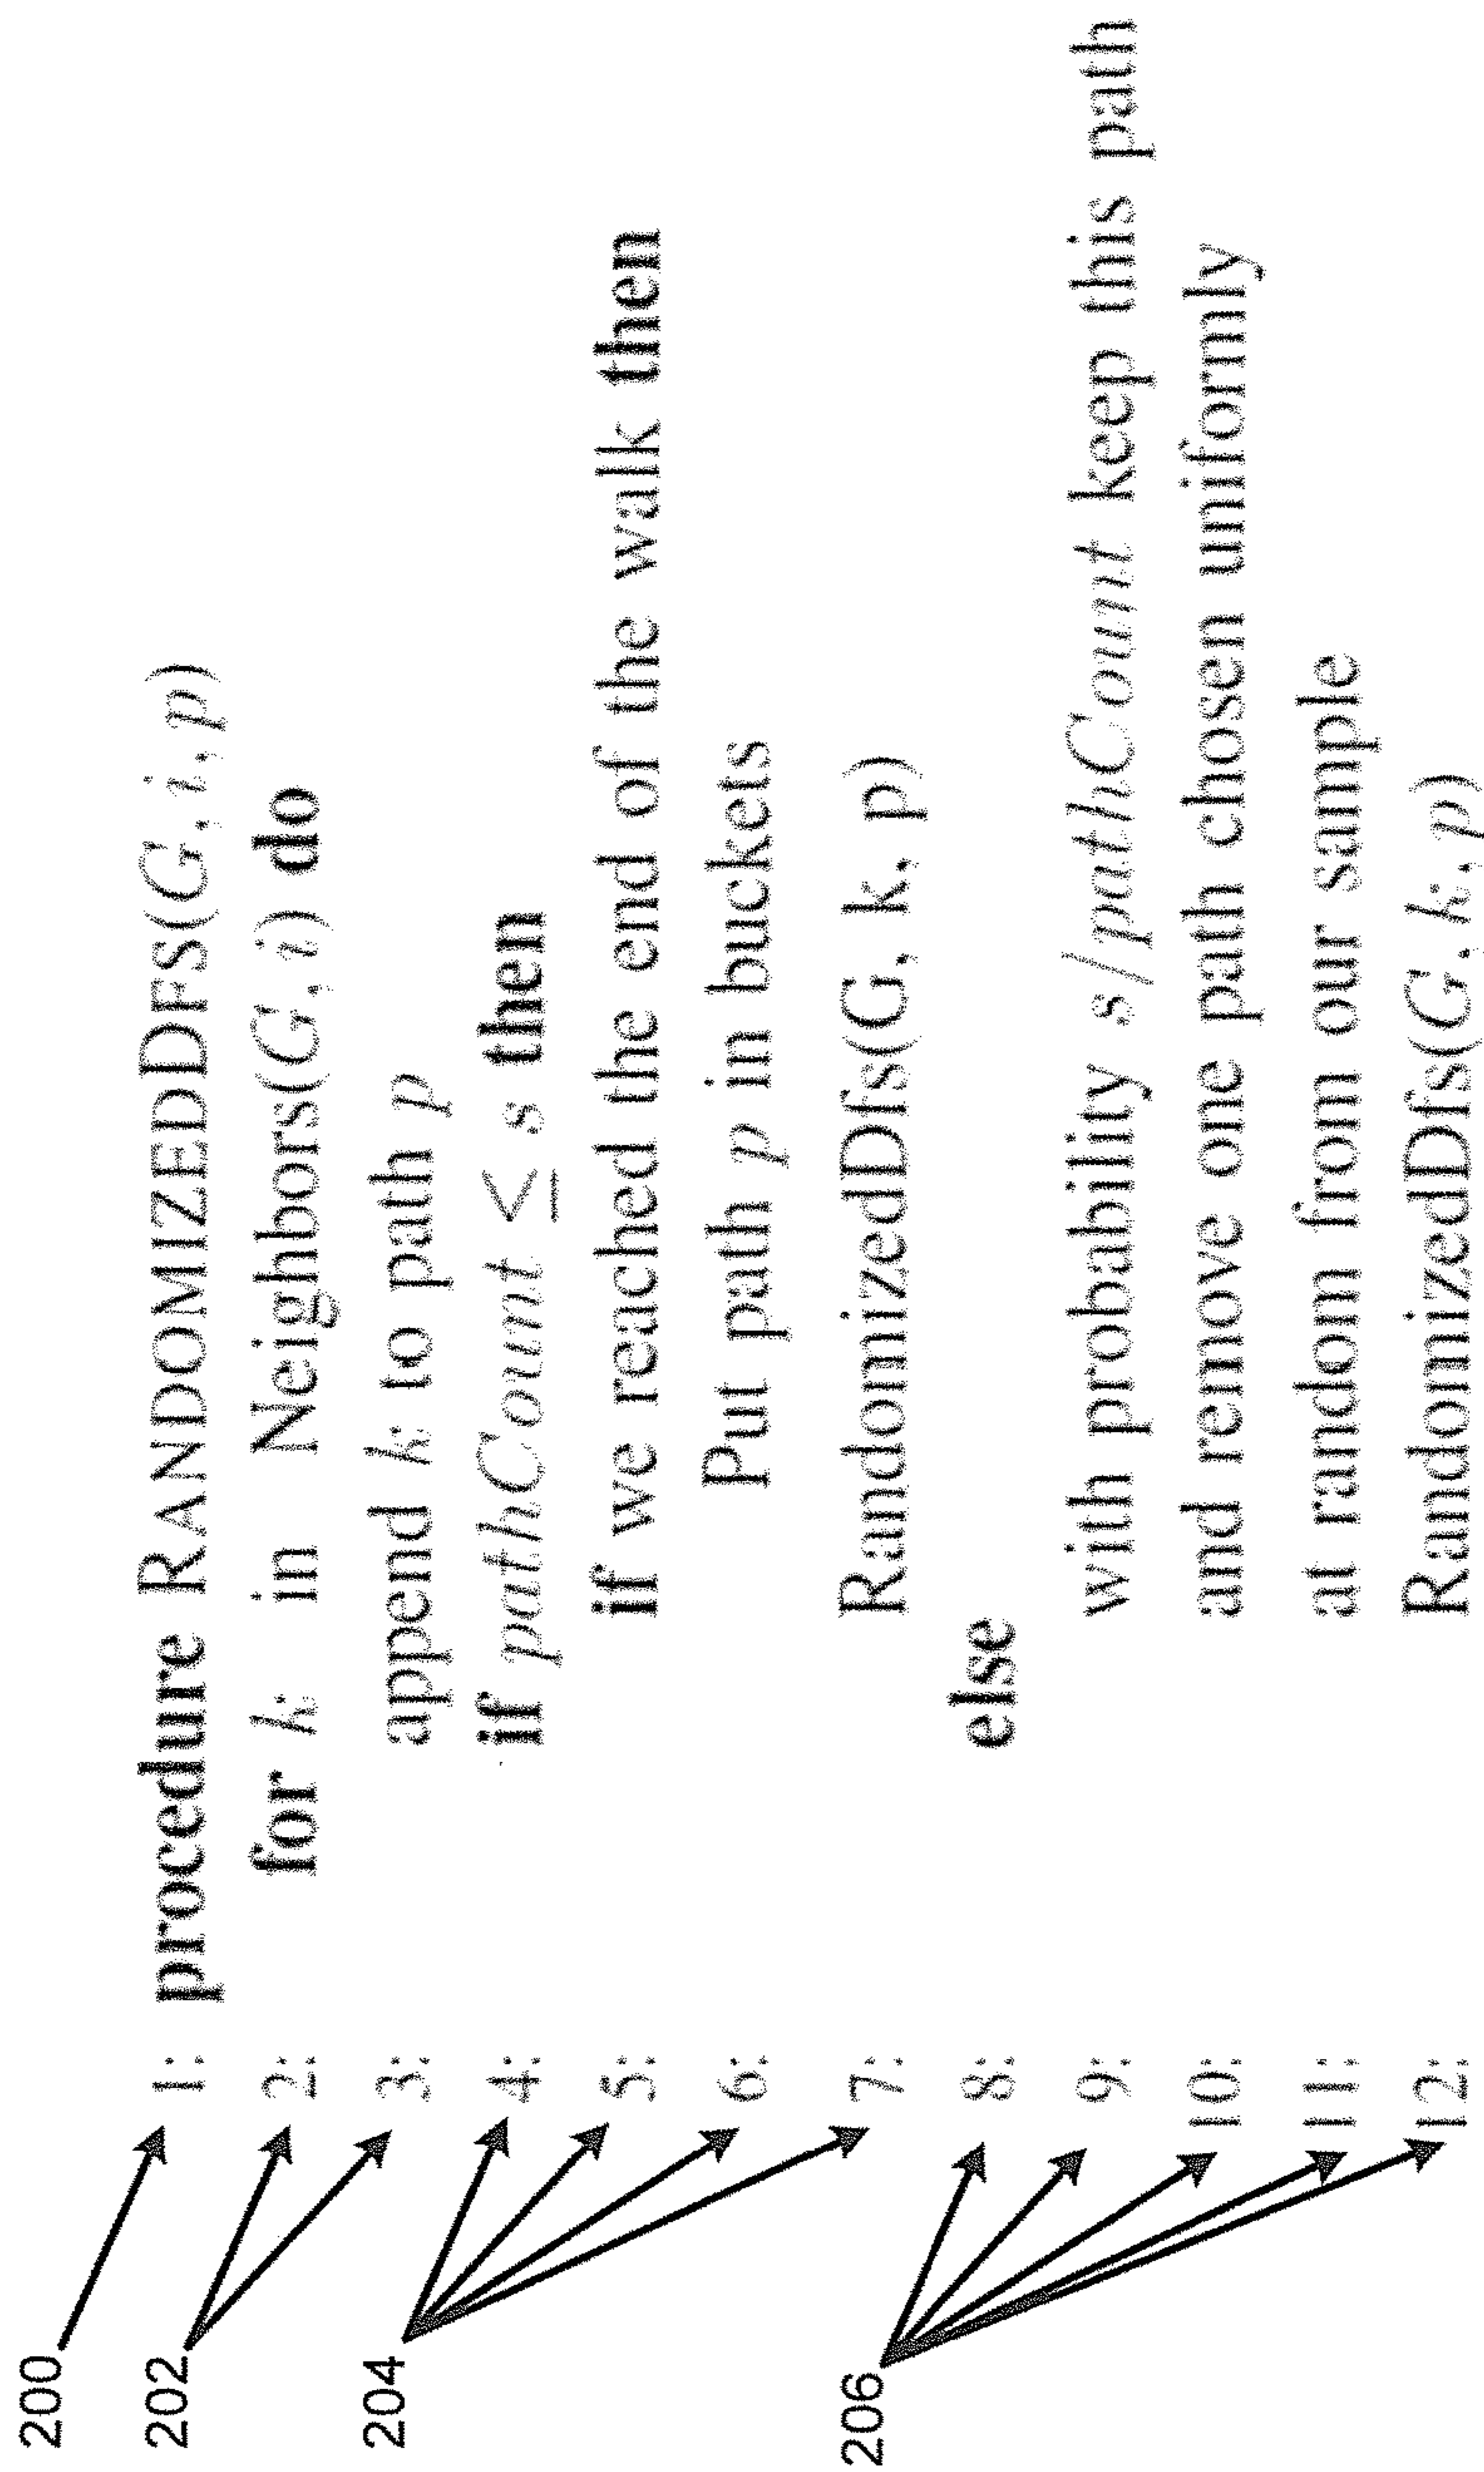 200
202
204
206
1: procedure RANDOMIZEDDFS(G, i, p)
2: for k in Neighbors(G, i) do
3: append k to path p
4: if pathCount ≤ s then
5: if we reached the end of the walk then
6: Put path p in buckets
7: RandomizedDfs(G, k, p)
8: else
9: with probability s/pathCount keep this path
10: and remove one path chosen uniformly
11: at random from our sample
12: RandomizedDfs(G, k, p)